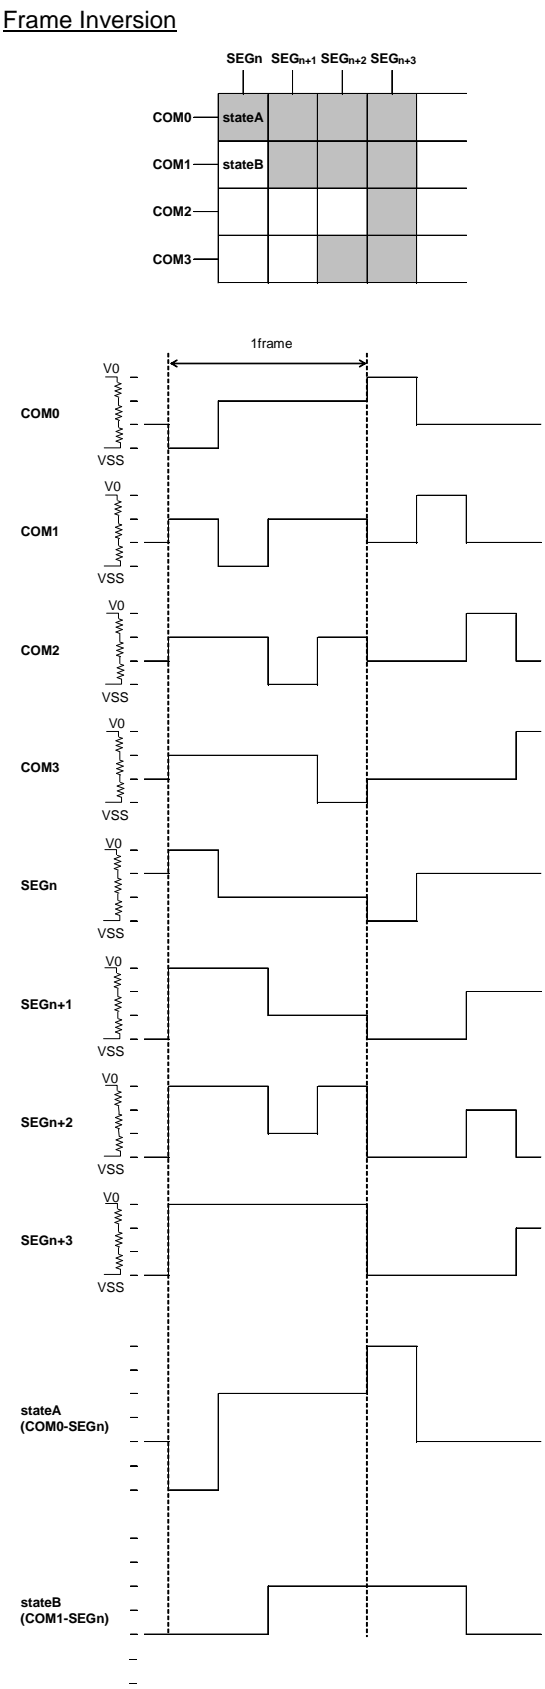 Frame Inversion
SEGn SEGn+1 SEGn+2 SEGn+3
COM0 stateA
COM1 stateB
COM2
COM3
1frame
V0
COM0
VSS
V0
COM1
VSS
V0
COM2
VSS
V0
COM3
VSS
V0
SEGn
VSS
V0
SEGn+1
VSS
V0
SEGn+2
VSS
V0
SEGn+3
VSS
stateA
(COM0-SEGn)
stateB
(COM1-SEGn)